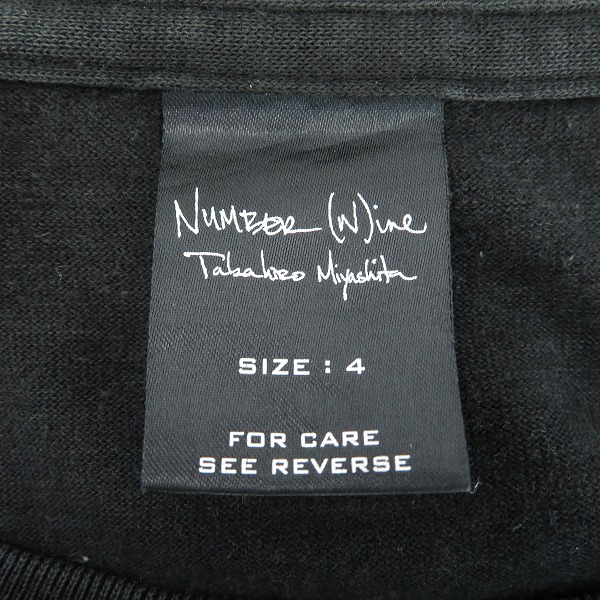 NUMBER (N)ine
Takahiro Miyashita
SIZE : 4
FOR CARE
SEE REVERSE